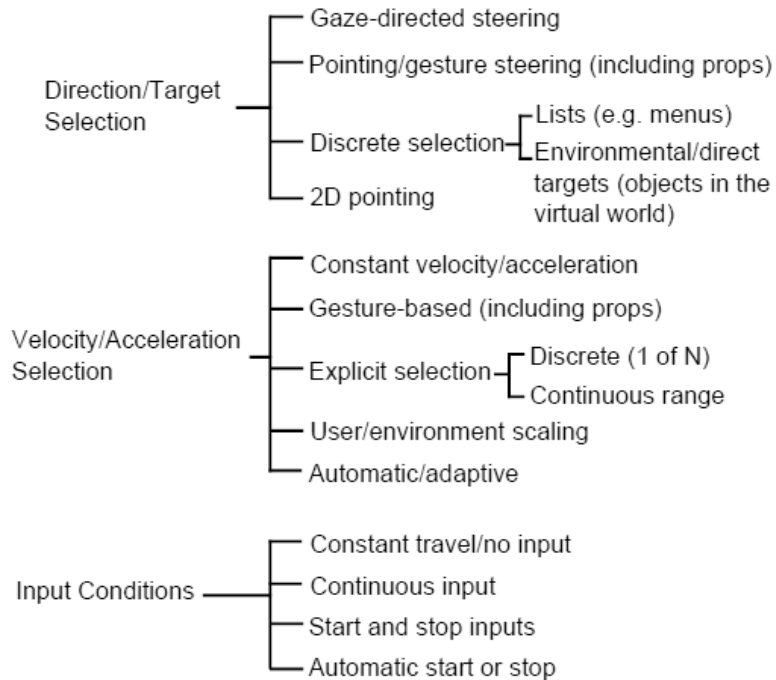 Gaze-directed steering
Pointing/gesture steering (including props)
Direction/Target
Selection
Discrete selection
Lists (e.g. menus)
Environmental/direct
targets (objects in the
virtual world)
2D pointing
Constant velocity/acceleration
Gesture-based (including props)
Velocity/Acceleration
Selection
Explicit selection
Discrete (1 of N)
Continuous range
User/environment scaling
Automatic/adaptive
Constant travel/no input
Continuous input
Input Conditions
Start and stop inputs
Automatic start or stop